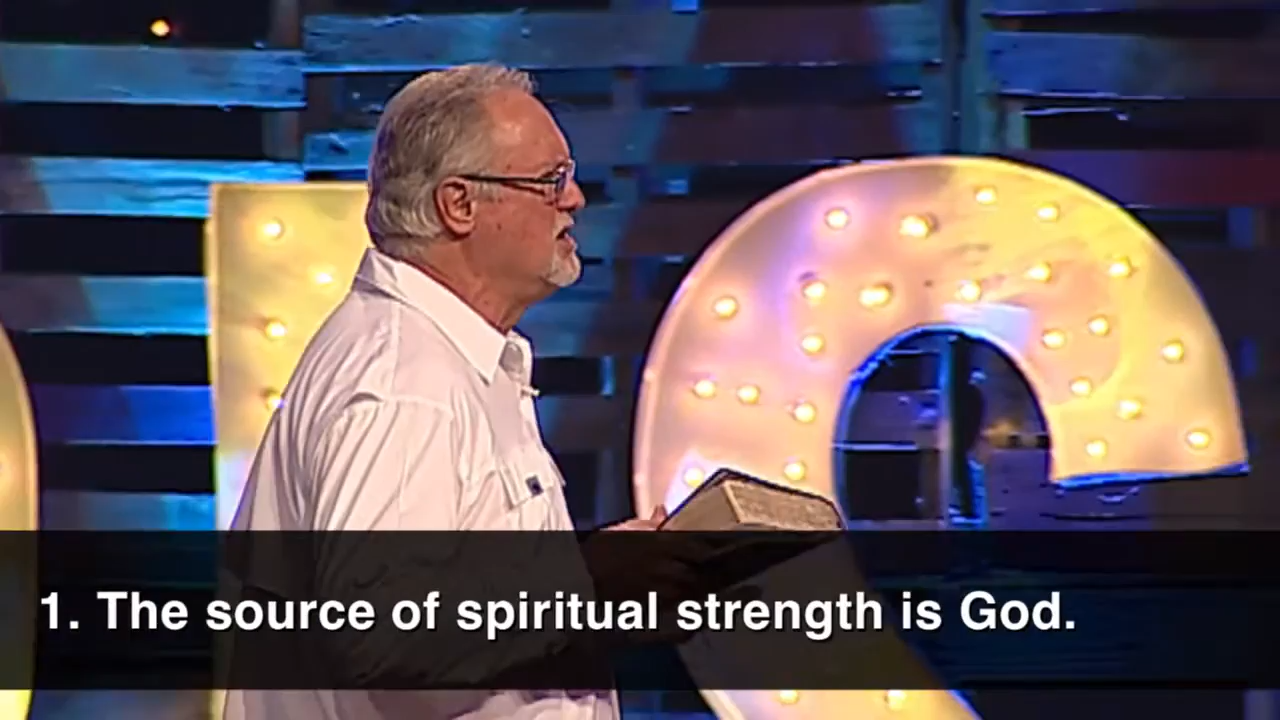 1. The source of spiritual strength is God.